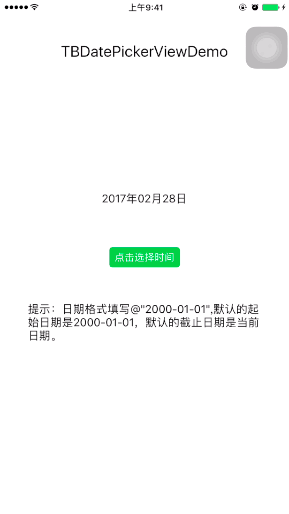 上午9:41
TBDatePickerViewDemo
2017年02月28日
点击选择时间
提示：日期格式填写@"2000-01-01",默认的起
始日期是2000-01-01，默认的截止日期是当前
日期。